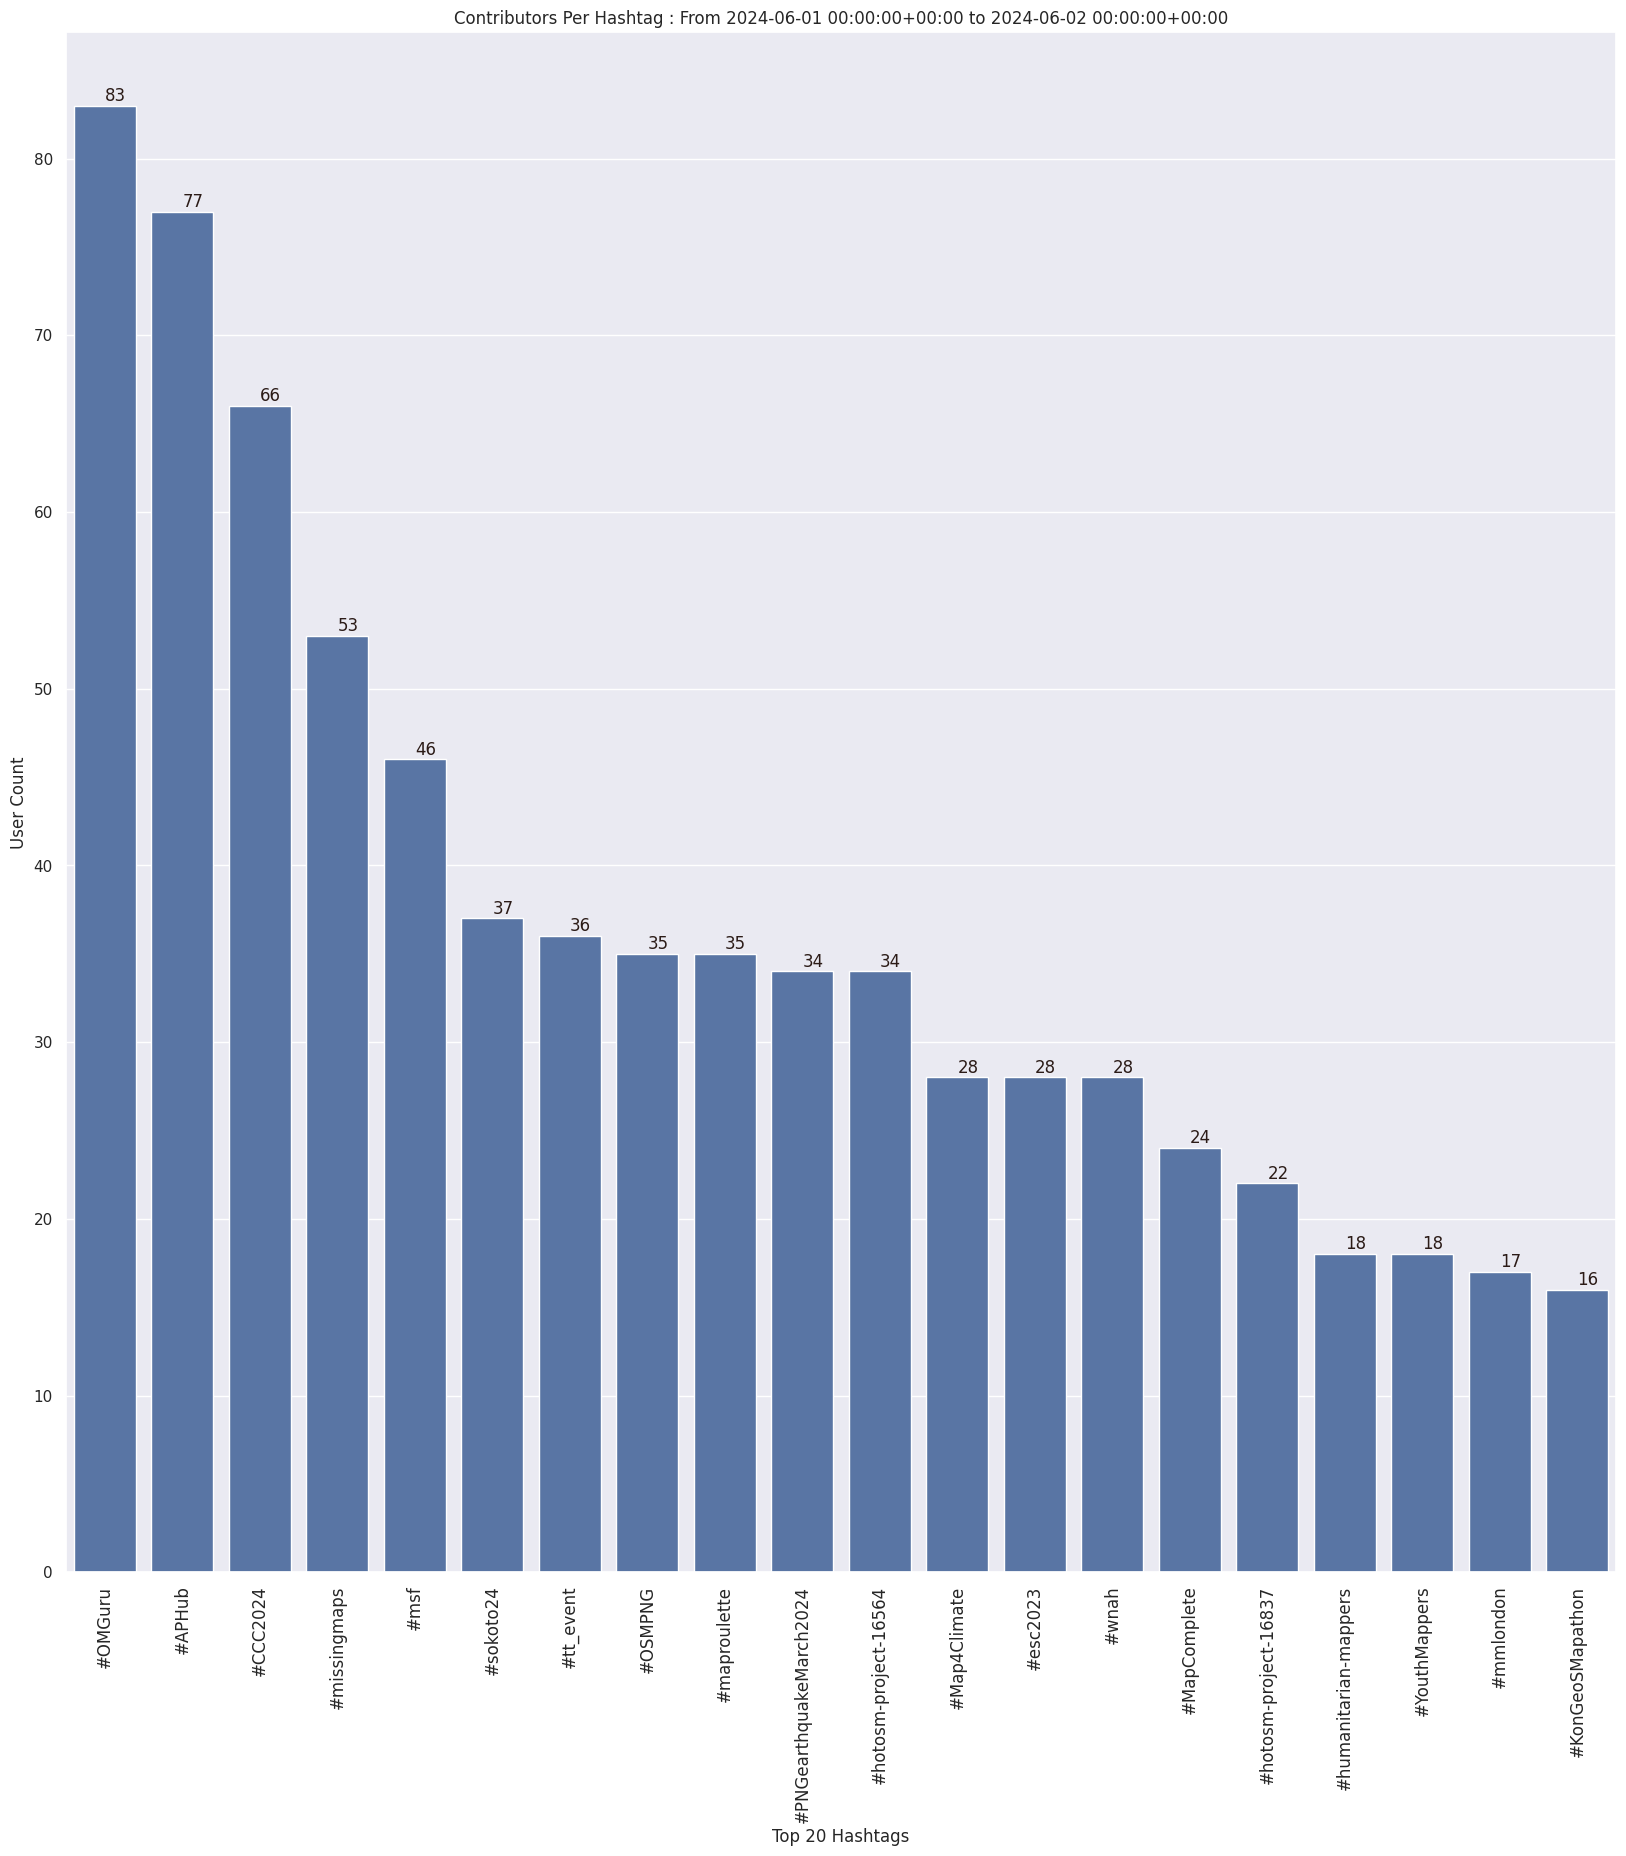 Contributors Per Hashtag : From 2024-06-01 00:00:00+00:00 to 2024-06-02 00:00:00+00:00
83
77
66
53
46
37
36
35
35
34
34
28
28
28
24
22
18
18
17
16
80
70
60
50
40
30
20
10
0
User Count
#OMGuru
#APHub
#CCC2024
#missingmaps
#msf
#sokoto24
#tt_event
#OSMPNG
#maproulette
#PNGearthquakeMarch2024
#hotosm-project-16564
#Map4Climate
#esc2023
#wnah
#MapComplete
#hotosm-project-16837
#humanitarian-mappers
#YouthMappers
#mmlondon
#KonGeoSMapathon
Top 20 Hashtags